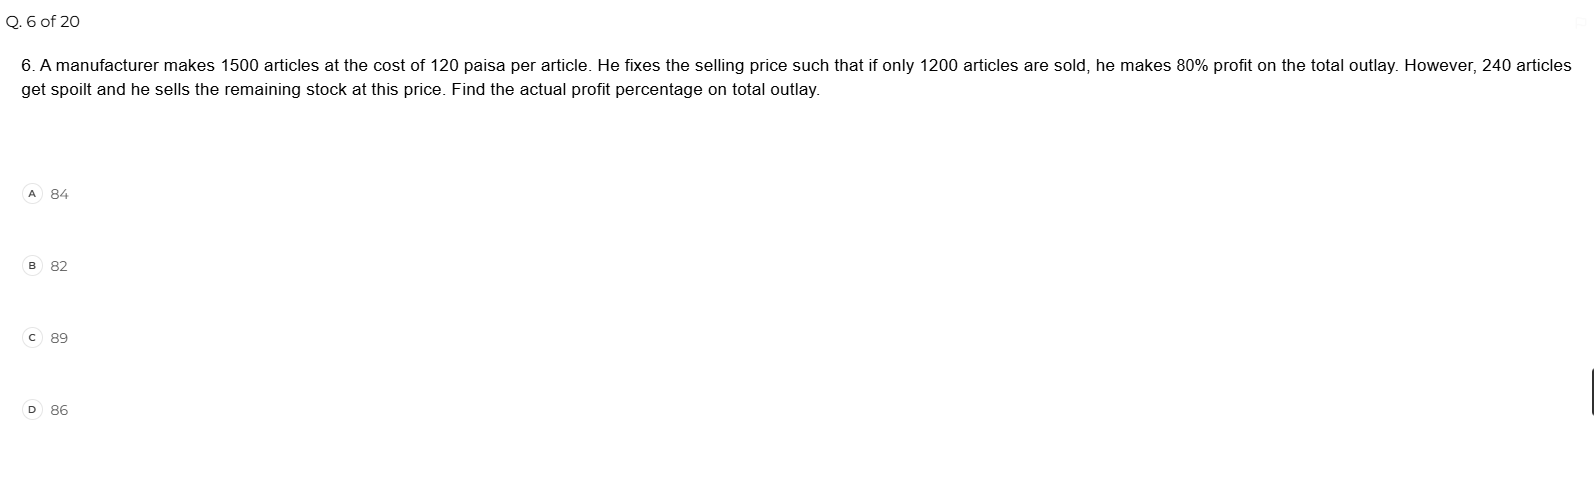 Q. 6 of 20
6. A manufacturer makes 1500 articles at the cost of 120 paisa per article. He fixes the selling price such that if only 1200 articles are sold, he makes 80% profit on the total outlay. However, 240 articles
get spoilt and he sells the remaining stock at this price. Find the actual profit percentage on total outlay.
A 84
B 82
C 89
D 86